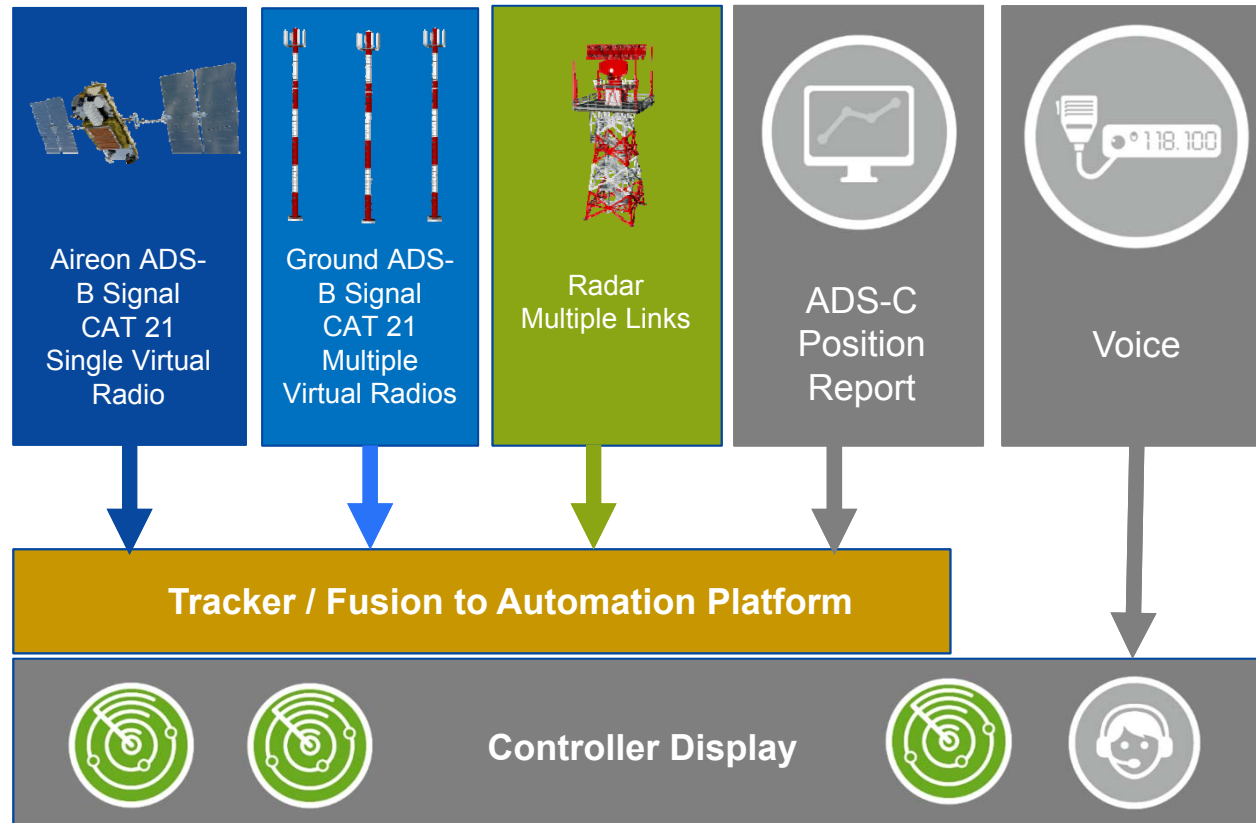 Aireon ADS-
B Signal
CAT 21
Single Virtual
Radio
Ground ADS-
B Signal
CAT 21
Multiple
Virtual Radios
Radar
Multiple Links
ADS-C
Position
Report
118.100
Voice
Tracker / Fusion to Automation Platform
Controller Display